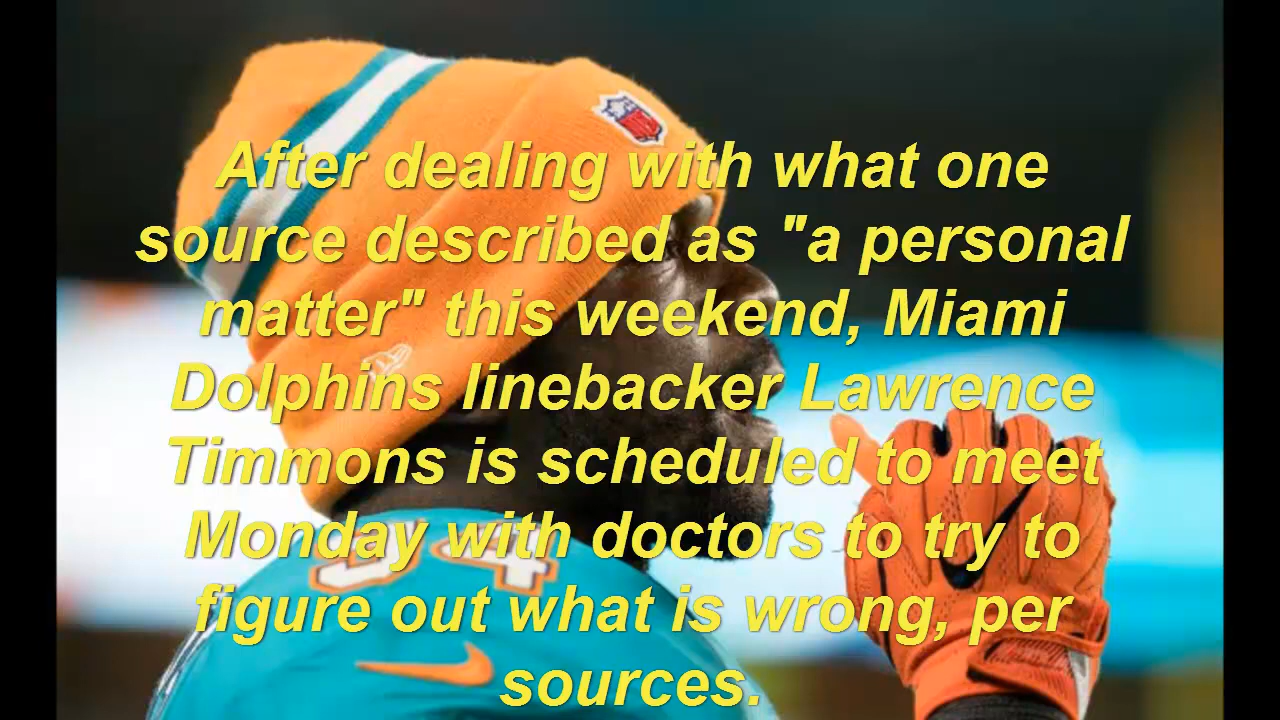 After dealing with what one
source described as "a personal
matter" this weekend, Miami
Dolphins linebacker Lawrence
Timmons is scheduled to meet
Monday with doctors to try to
figure out what is wrong, per
sources.
94